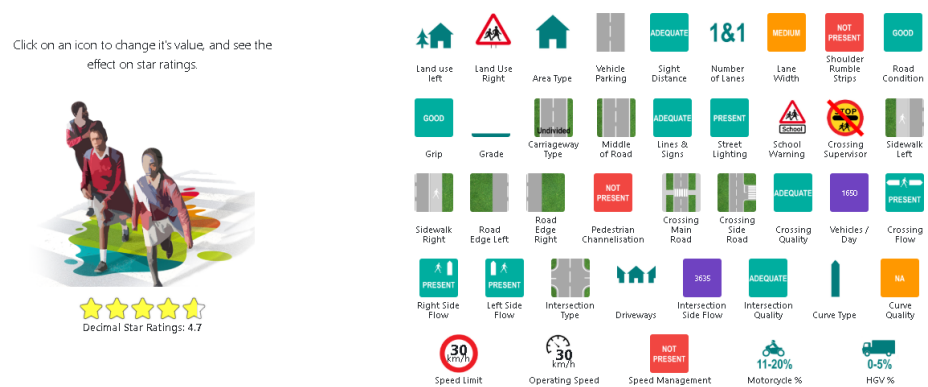 Click on an icon to change it's value, and see the
effect on star ratings.
Decimal Star Ratings: 4.7
ADEQUATE
1&1
MEDIUM
NOT
PRESENT
GOOD
Land use
left
Land Use
Right
Area Type
Vehicle
Parking
Sight
Distance
Number
of Lanes
Lane
Width
Shoulder
Rumble
Strips
Road
Condition
GOOD
Undivided
ADEQUATE
PRESENT
School
STOP
Grip
Grade
Carriageway
Type
Middle
of Road
Lines &
Signs
Street
Lighting
School
Warning
Crossing
Supervisor
Sidewalk
Left
NOT
PRESENT
ADEQUATE
1650
PRESENT
Sidewalk
Right
Road
Edge Left
Road
Edge
Right
Pedestrian
Channelisation
Crossing
Main
Road
Crossing
Side
Road
Crossing
Quality
Vehicles /
Day
Crossing
Flow
PRESENT
PRESENT
3635
ADEQUATE
NA
Right Side
Flow
Left Side
Flow
Intersection
Type
Driveways
Intersection
Side Flow
Intersection
Quality
Curve Type
Curve
Quality
30
km/h
30
km/h
NOT
PRESENT
11-20%
0-5%
Speed Limit
Operating Speed
Speed Management
Motorcycle %
HGV %